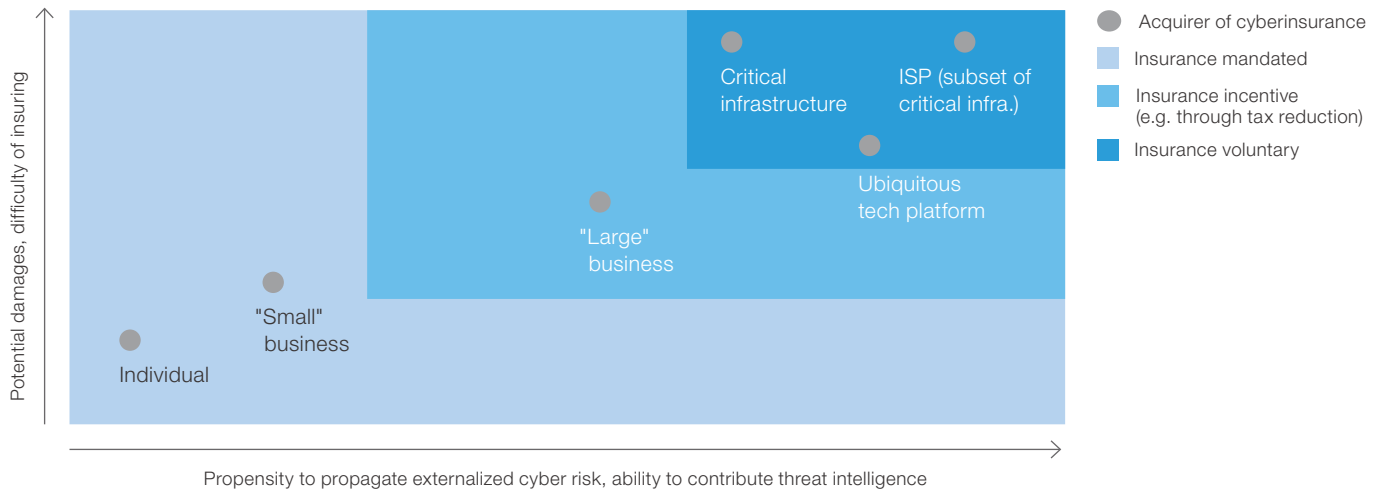 Potential damages, difficulty of insuring
Critical
infrastructure
ISP (subset of
critical infra.)
Ubiquitous
tech platform
"Large"
business
"Small"
business
Individual
Propensity to propagate externalized cyber risk, ability to contribute threat intelligence
Acquirer of cyberinsurance
Insurance mandated
Insurance incentive
(e.g. through tax reduction)
Insurance voluntary